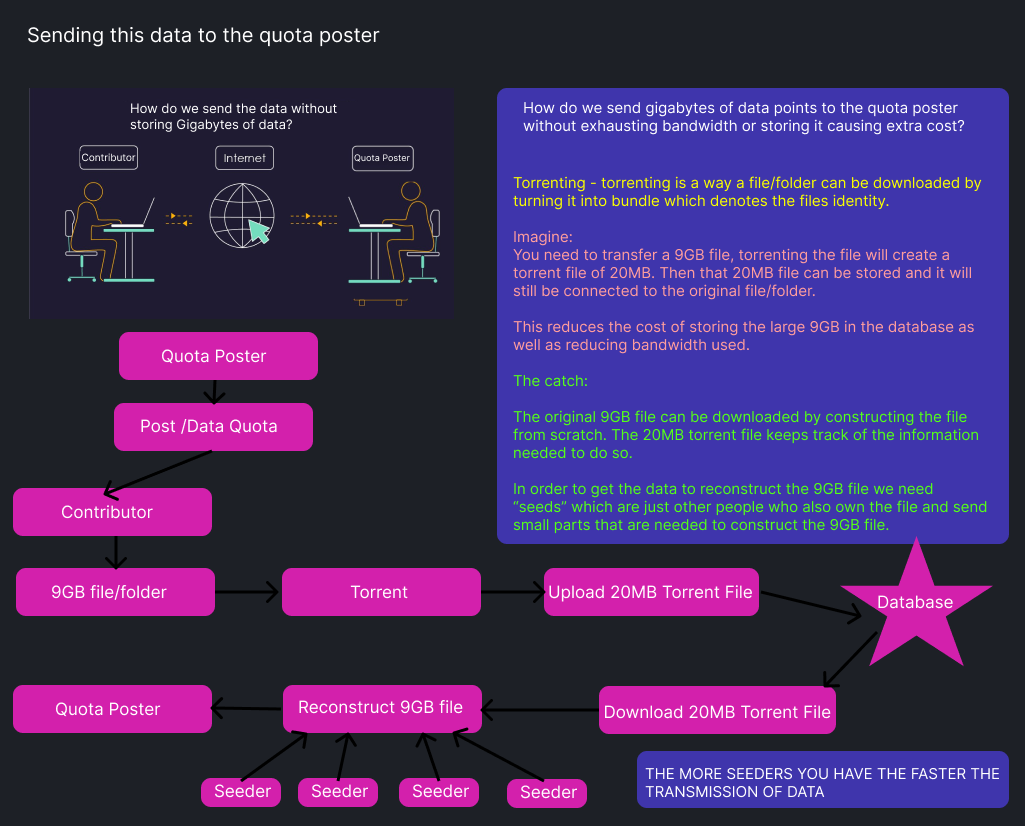 Sending this data to the quota poster
How do we send the data without
storing Gigabytes of data?
Contributor
Internet
Quota Poster
How do we send gigabytes of data points to the quota poster
without exhausting bandwidth or storing it causing extra cost?
Torrenting - torrenting is a way a file/folder can be downloaded by
turning it into bundle which denotes the files identity.
Imagine:
You need to transfer a 9GB file, torrenting the file will create a
torrent file of 20MB. Then that 20MB file can be stored and it will
still be connected to the original file/folder.
This reduces the cost of storing the large 9GB in the database as
well as reducing bandwidth used.
The catch:
The original 9GB file can be downloaded by constructing the file
from scratch. The 20MB torrent file keeps track of the information
needed to do so.
In order to get the data to reconstruct the 9GB file we need
“seeds” which are just other people who also own the file and send
small parts that are needed to construct the 9GB file.
Quota Poster
Post /Data Quota
Contributor
9GB file/folder
Torrent
Upload 20MB Torrent File
Database
Quota Poster
Reconstruct 9GB file
Download 20MB Torrent File
Seeder
Seeder
Seeder
Seeder
THE MORE SEEDERS YOU HAVE THE FASTER THE
TRANSMISSION OF DATA